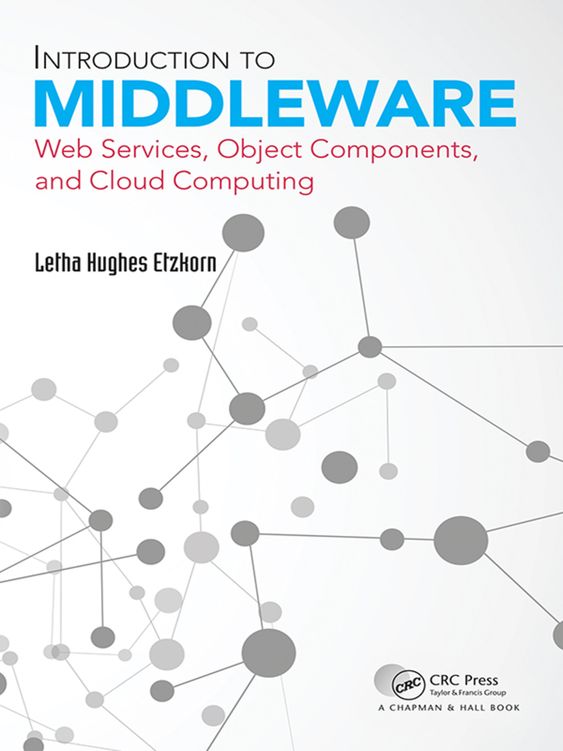 INTRODUCTION TO
MIDDLEWARE
Web Services, Object Components,
and Cloud Computing
Letha Hughes Etzkorn
CRC
CRC Press
Taylor & Francis Group
A CHAPMAN & HALL BOOK